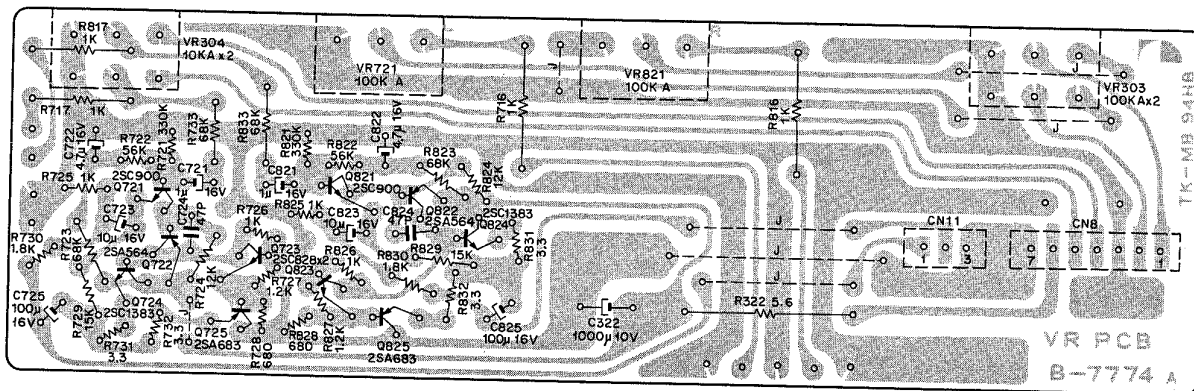 R817
1K
VR304
10KA x2
VR721
100K A
VR821
100K A
J
J
VR303
100KAx2
J
R717
1K
R716
1K
R816
1K
C722
4.7μ 16V
R722
56K
R721
330K
R733
68K
R833
68K
R821
330K
R822
56K
C822
4.7μ 16V
R823
68K
R824
12K
R725
1K
Q721
2SC900
C721
16V
C821
1μ
16V
Q821
2SC900
C723
10μ 16V
47P
R726
1K
R825 1K
C823
10μ 16V
C824
47P
Q822
2SA564
2SC1383
Q824
R831
3.3
R730
1.8K
R723
68K
2SA564
Q722
R724
Q723
2SC828x2
Q823
R826
1K
R830
1.8K
R829
15K
R727
1.2K
R832
3.3
C725
100μ
16V
R729
15K
Q724
2SC1383
R731
3.3
R732
3.3
J
Q725
2SA683
R728
680
R828
680
R827
1.2K
Q825
2SA683
C825
100μ 16V
C322
1000μ 10V
J
J
J
R322 5.6
CN11
1
3
CN8
7
1
TK-MB 94HB
VR PCB
B-7774 A
R